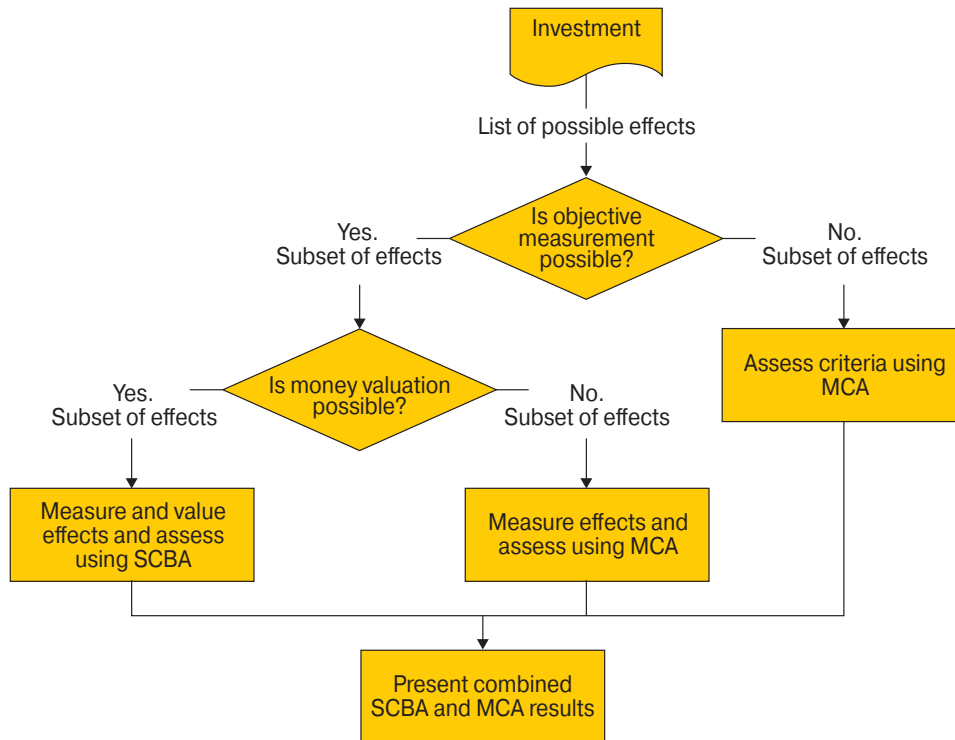 Investment
List of possible effects
Is objective
measurement
possible?
Yes.
Subset of effects
No.
Subset of effects
Is money valuation
possible?
Assess criteria using
MCA
Yes.
Subset of effects
No.
Subset of effects
Measure and value
effects and assess
using SCBA
Measure effects and
assess using MCA
Present combined
SCBA and MCA results